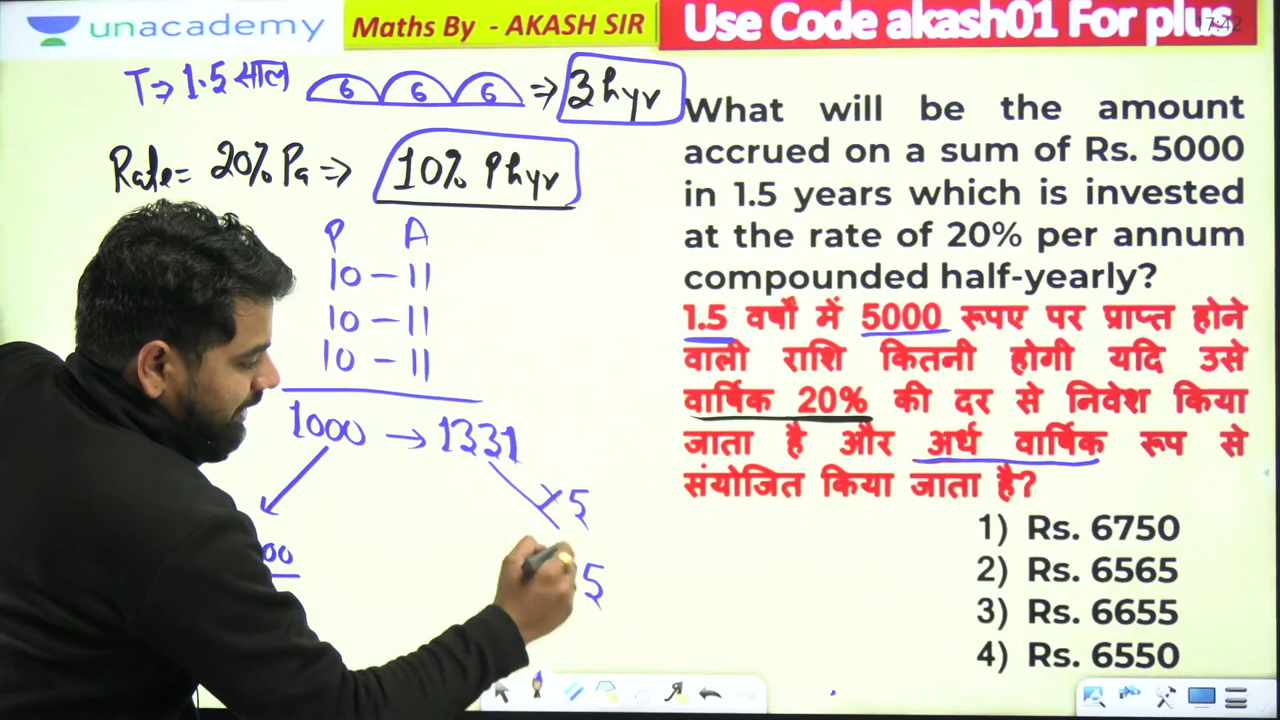 unacademy
Maths By - AKASH SIR
Use Code akash01 For plus
17:42
T⇒ 1.5 साल 6 6 6 ⇒ 3 hyr
Rate = 20% Pa ⇒ 10% Phyr
P A
10 – 11
10 – 11
10 – 11
1000 → 1331
×5
00
5
What will be the amount
accrued on a sum of Rs. 5000
in 1.5 years which is invested
at the rate of 20% per annum
compounded half-yearly?
1.5 वर्षों में 5000 रूपए पर प्राप्त होने
वाली राशि कितनी होगी यदि उसे
वार्षिक 20% की दर से निवेश किया
जाता है और अर्ध वार्षिक रूप से
संयोजित किया जाता है?
1) Rs. 6750
2) Rs. 6565
3) Rs. 6655
4) Rs. 6550